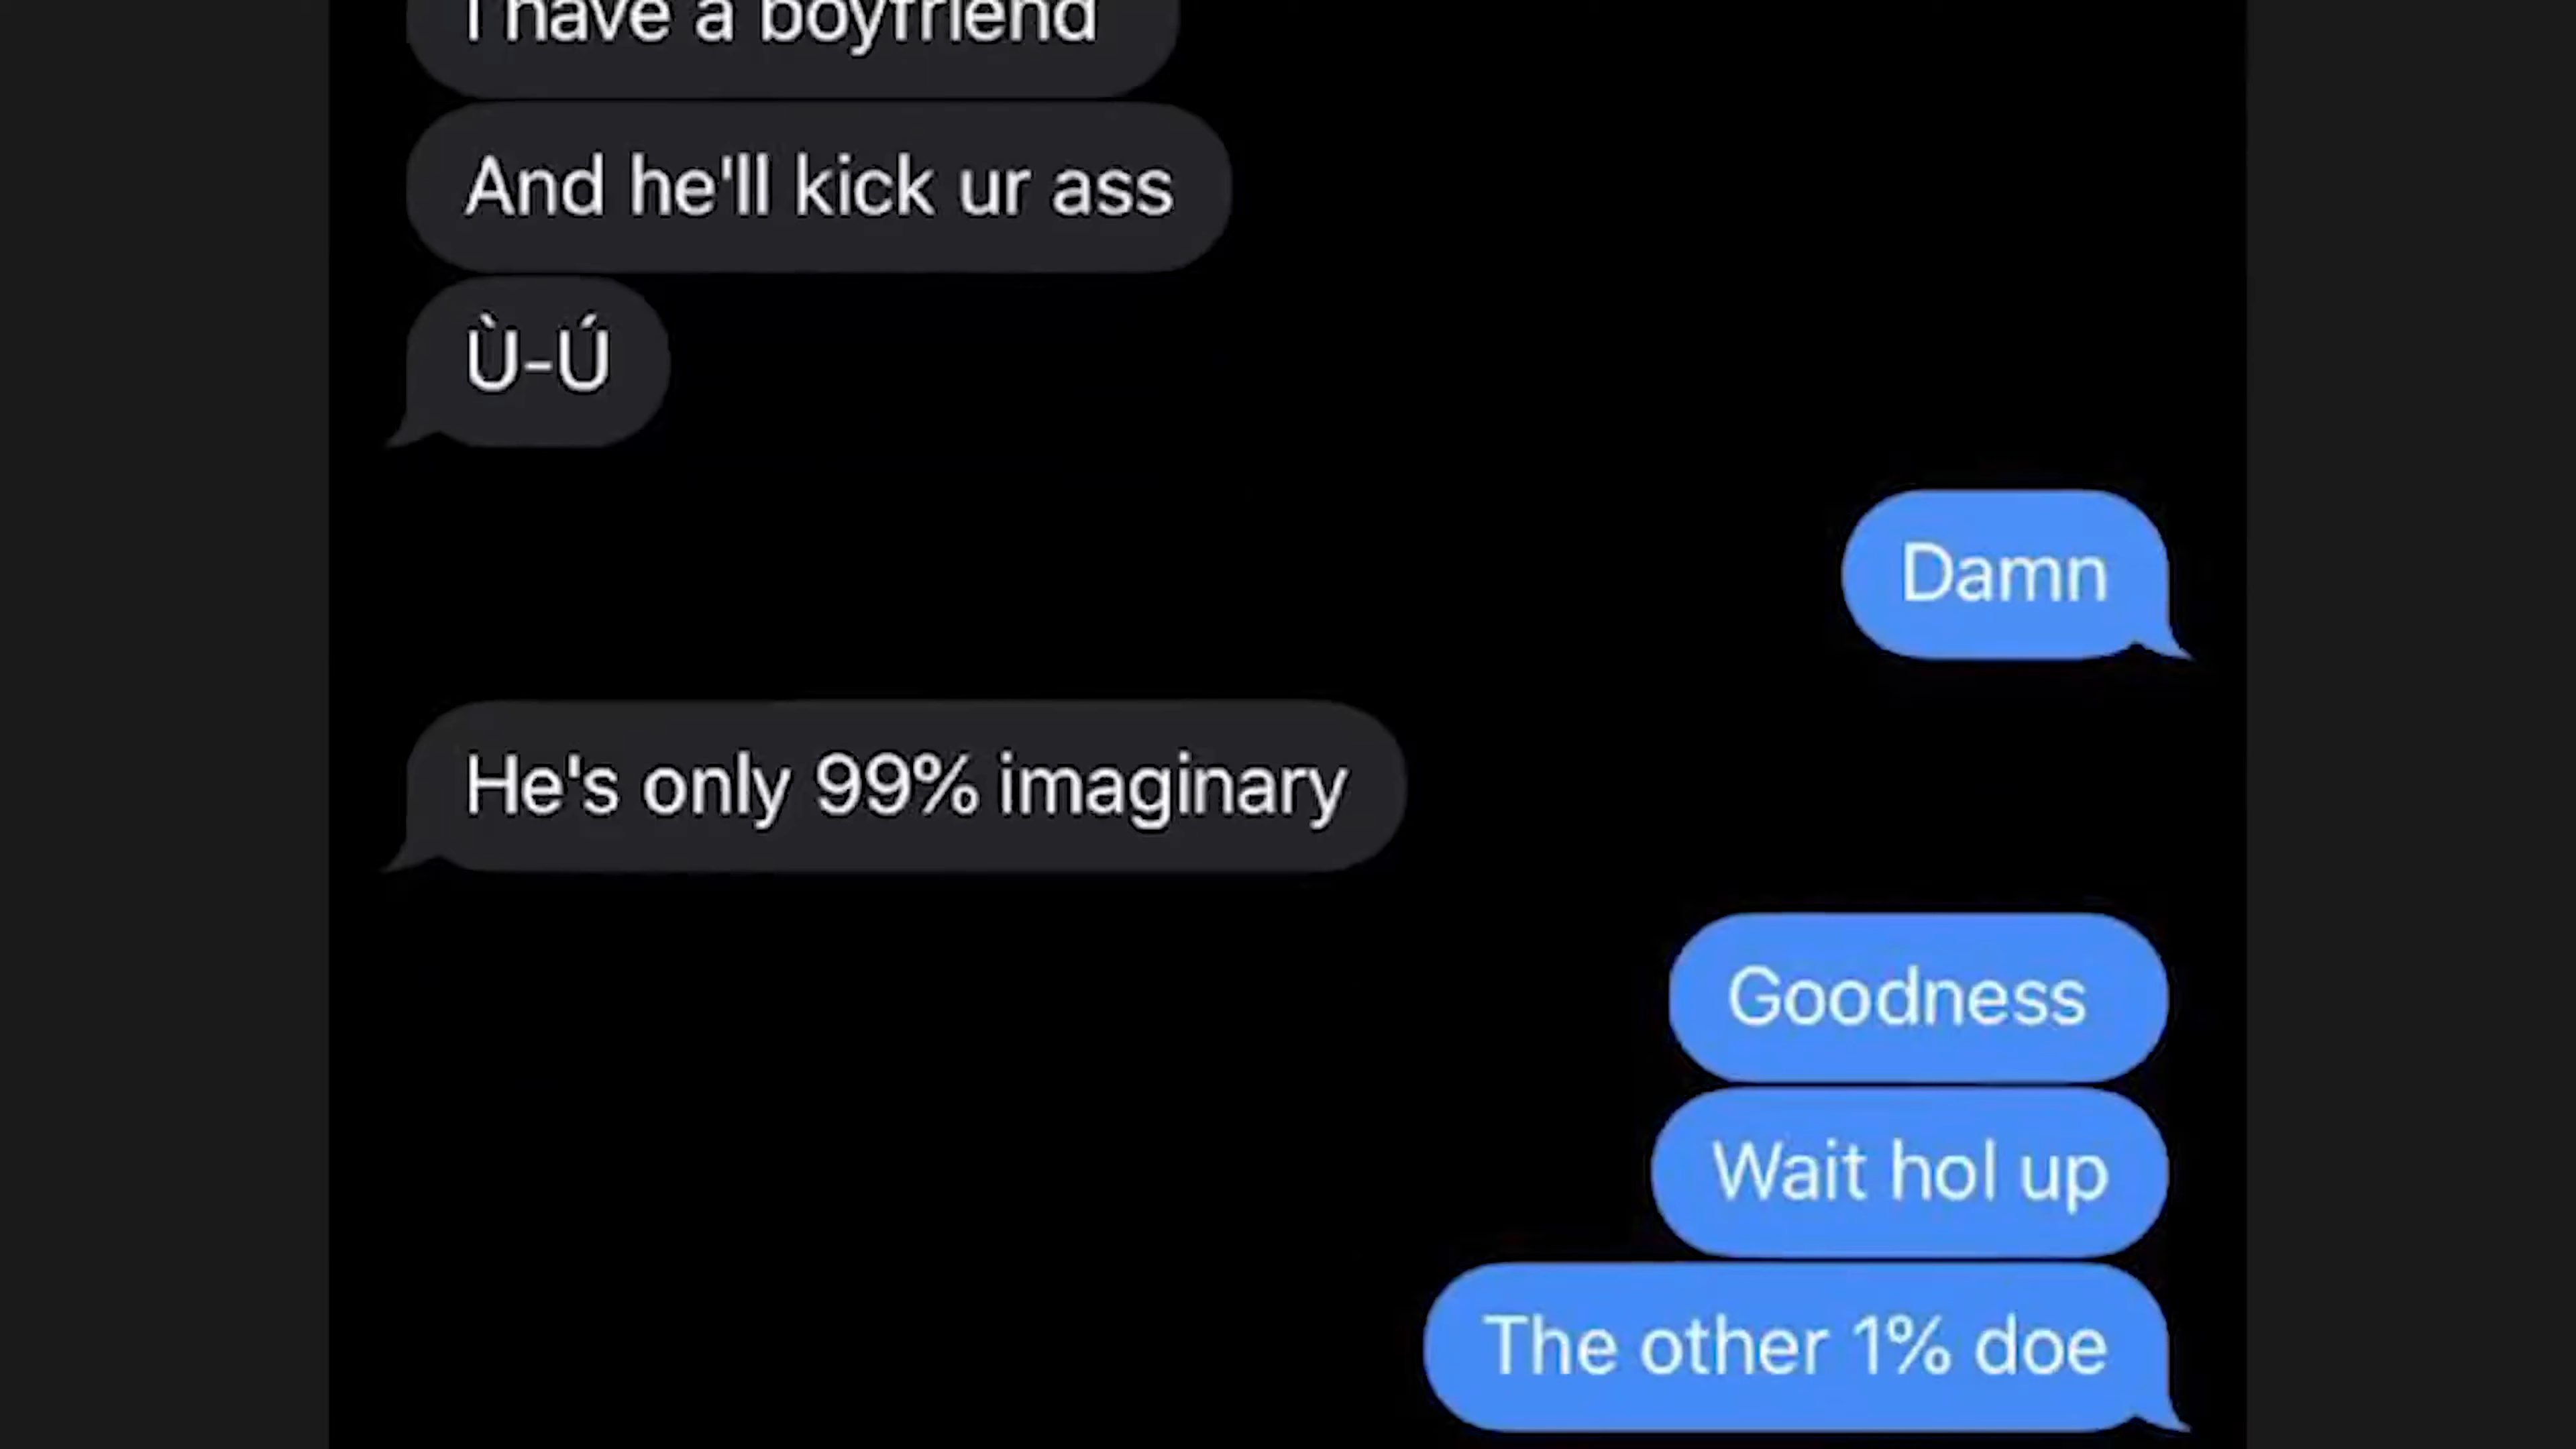 I have a boyfriend
And he'll kick ur ass
Ù-Ú
Damn
He's only 99% imaginary
Goodness
Wait hol up
The other 1% doe